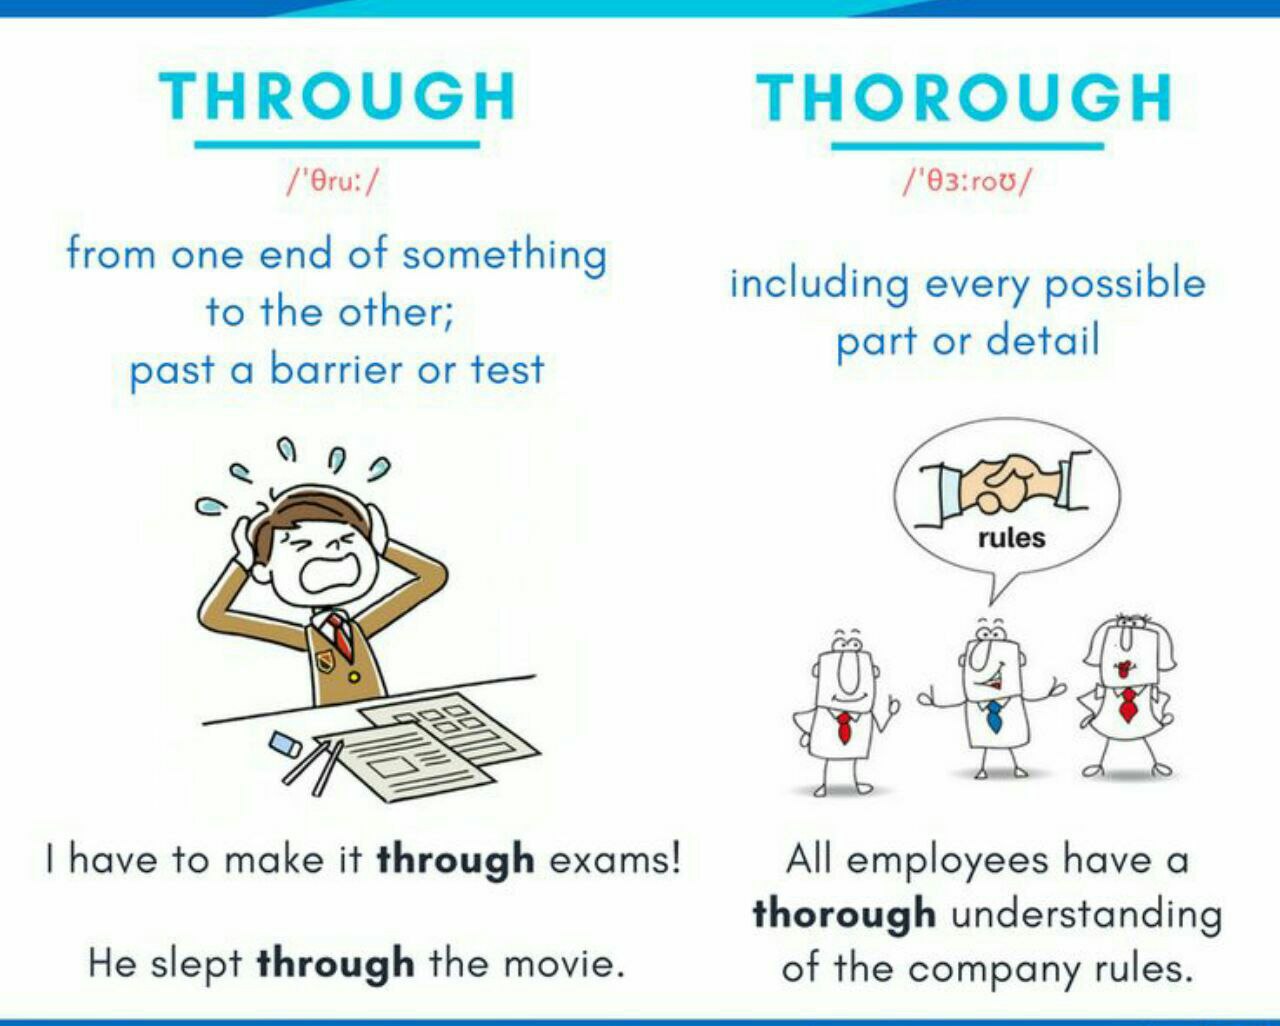 THROUGH
/ˈθruː/
from one end of something
to the other;
past a barrier or test
I have to make it through exams!
He slept through the movie.
THOROUGH
/ˈθɜːroʊ/
including every possible
part or detail
rules
All employees have a
thorough understanding
of the company rules.